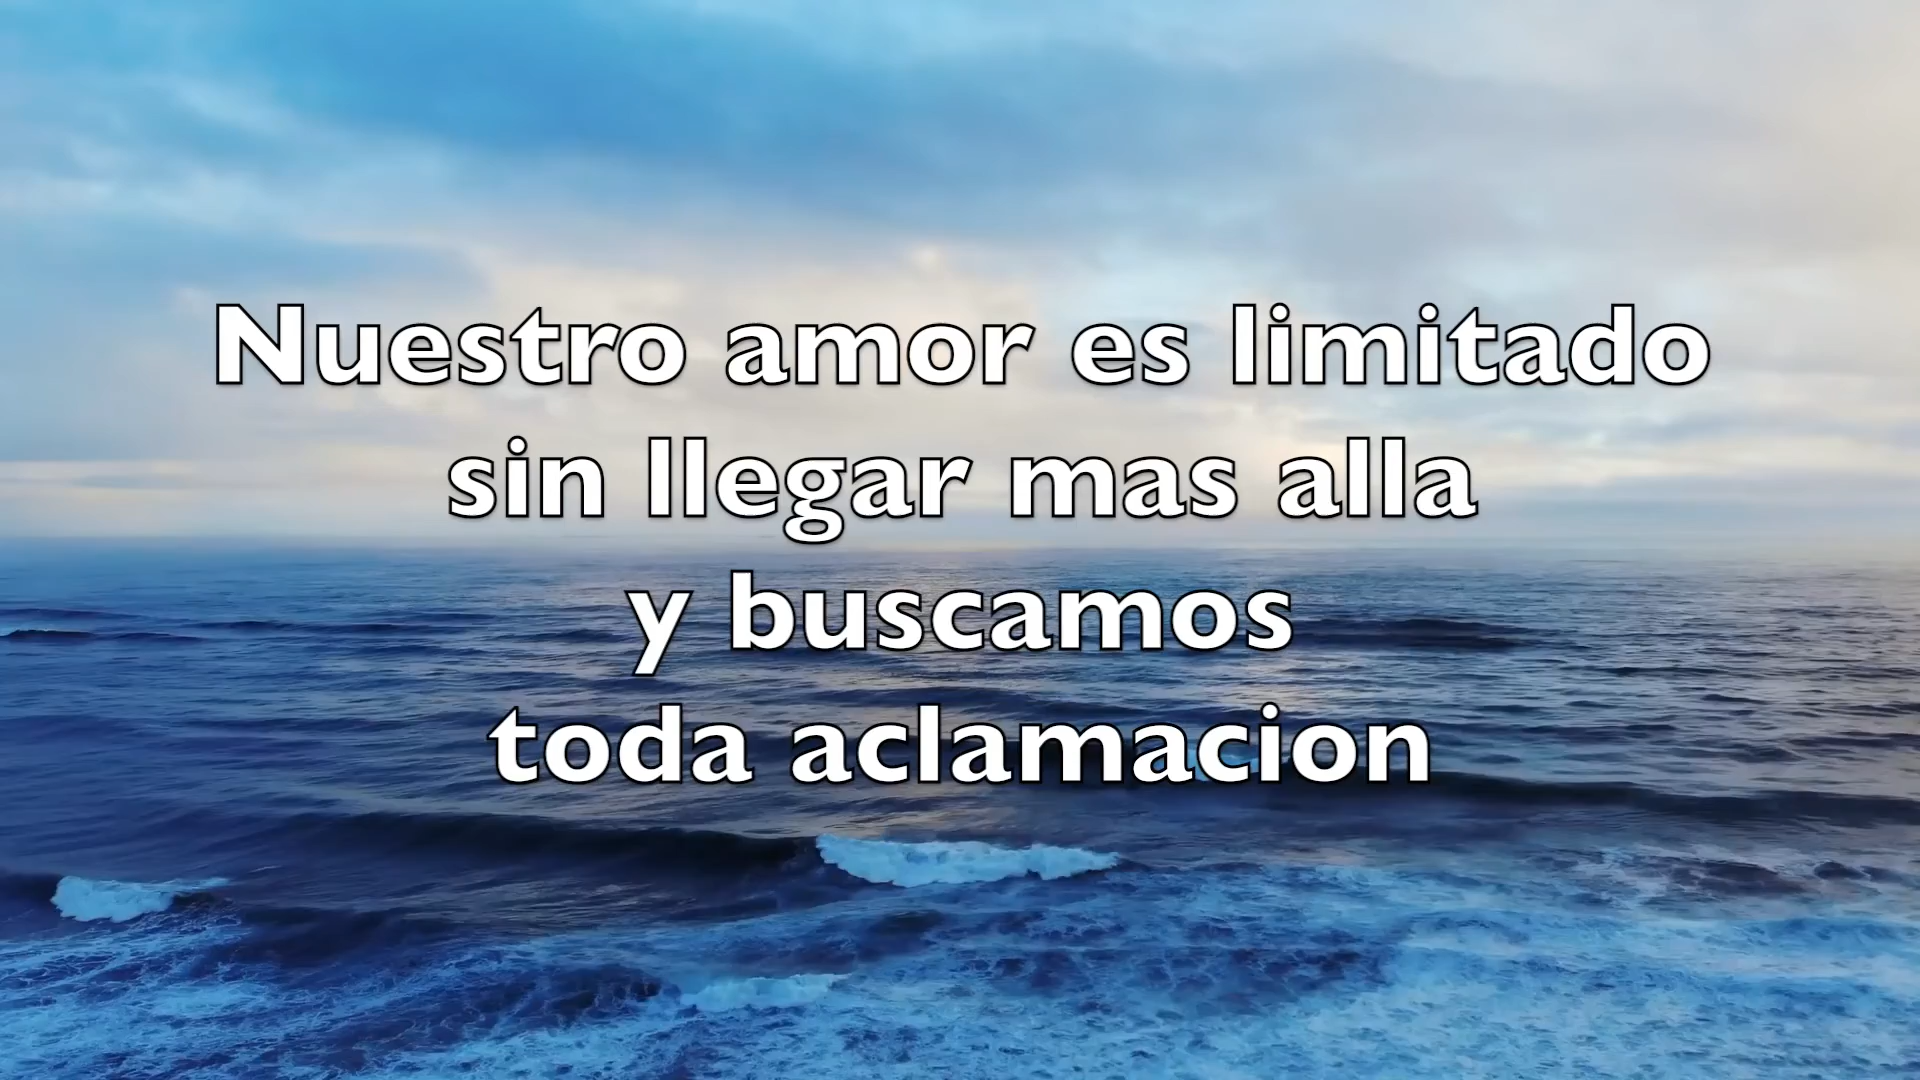 Nuestro amor es limitado
sin llegar mas alla
y buscamos
toda aclamacion